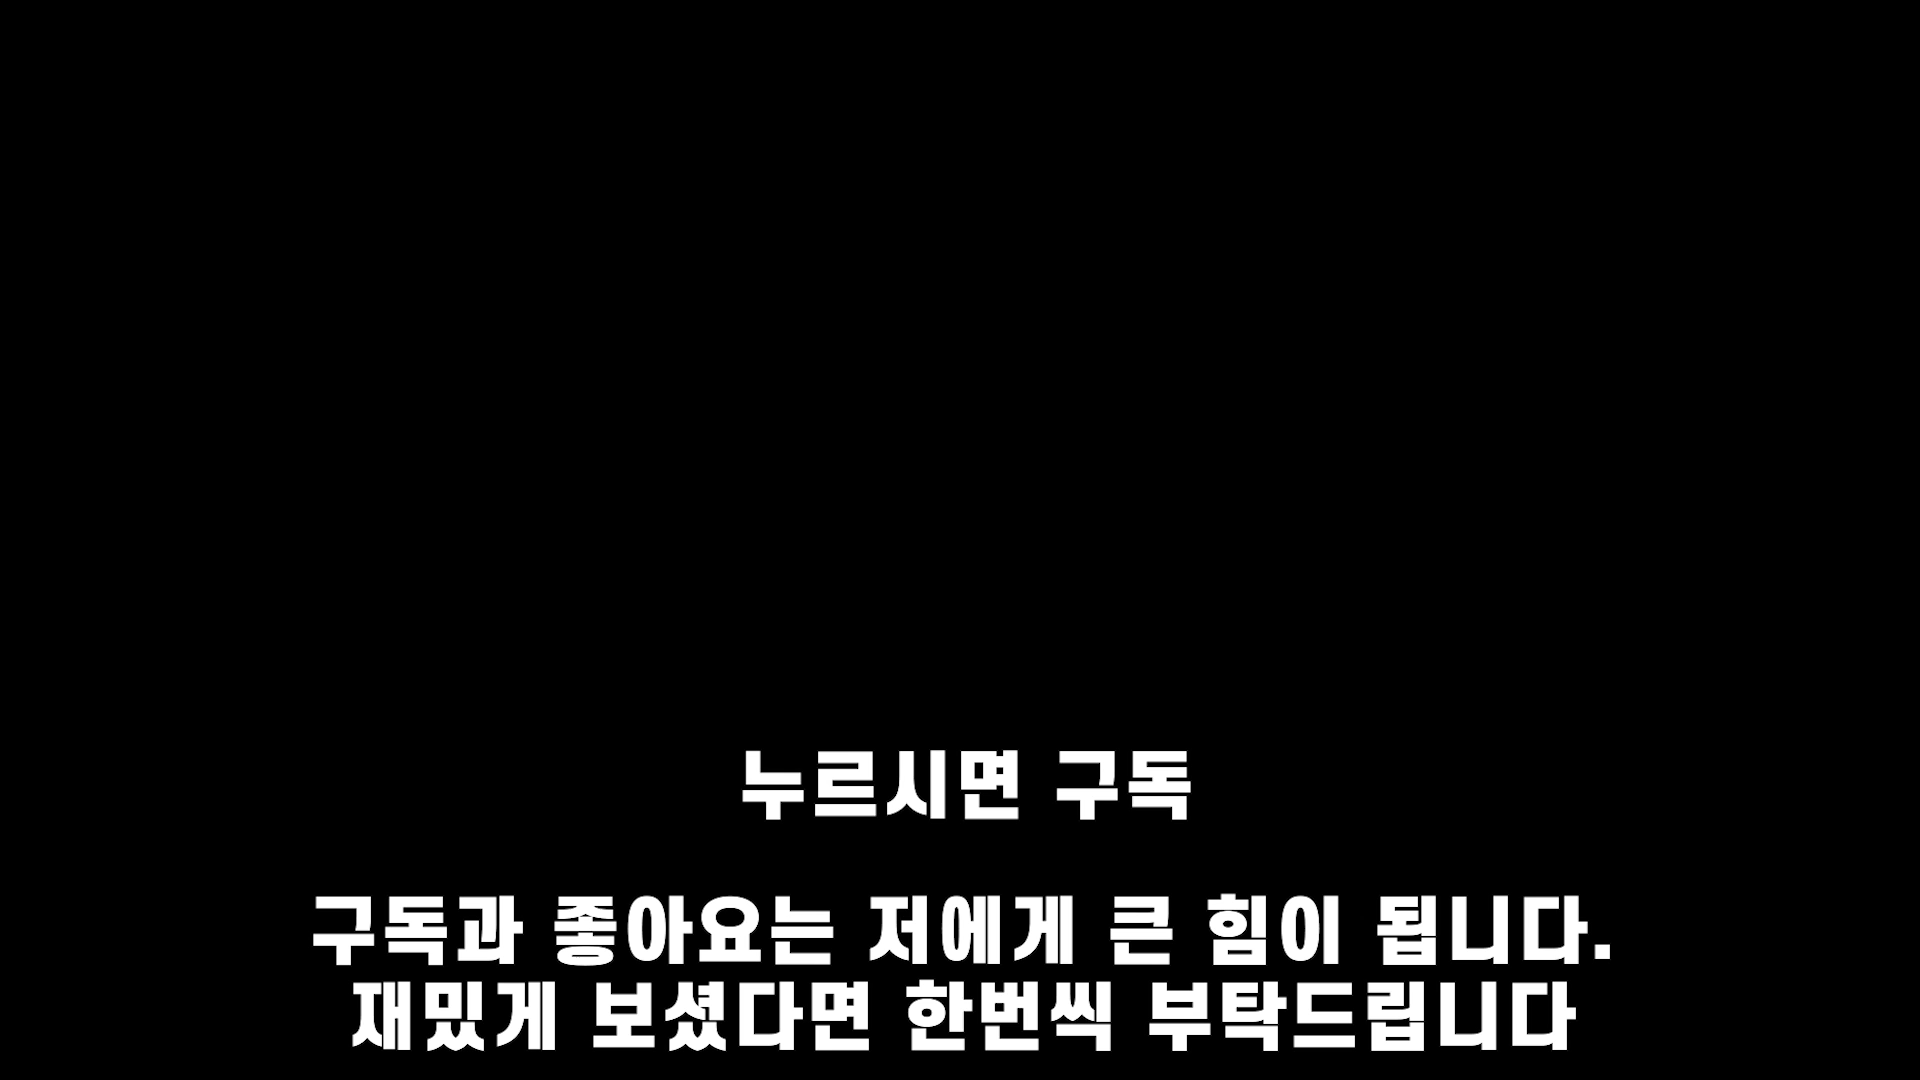 누르시면 구독
구독과 좋아요는 저에게 큰 힘이 됩니다.
재밌게 보셨다면 한번씩 부탁드립니다